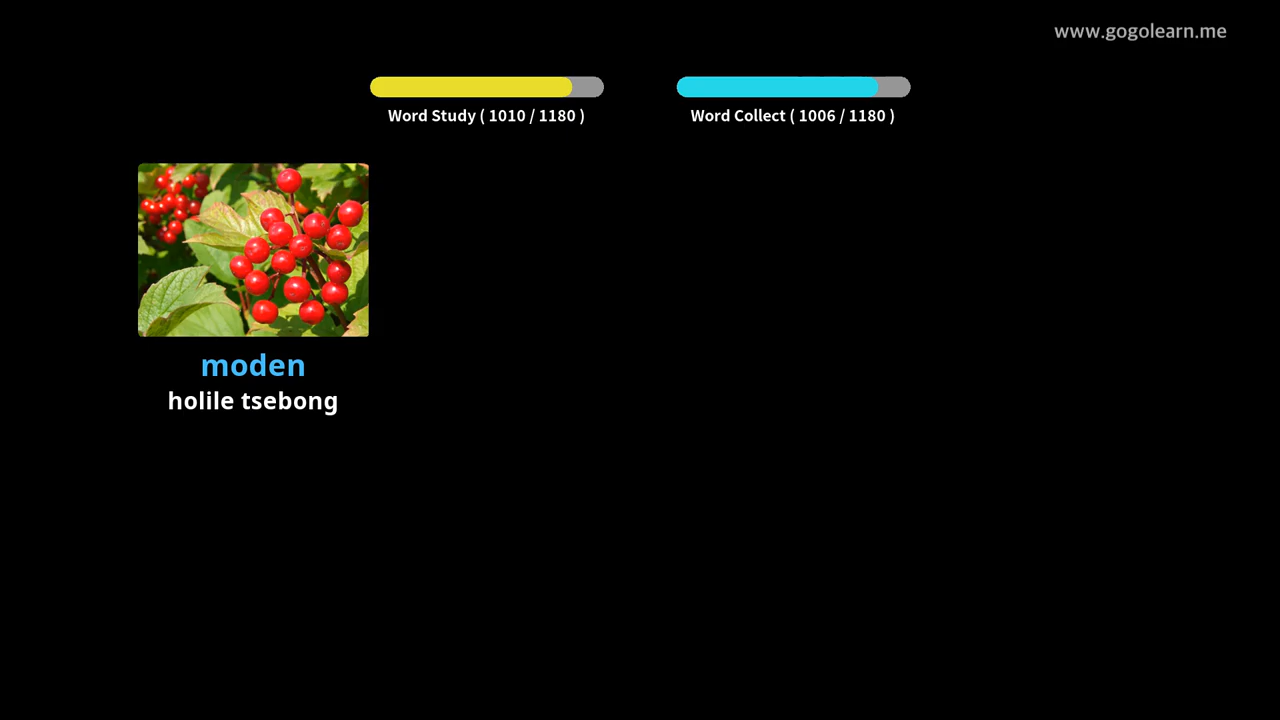 www.gogolearn.me
Word Study ( 1010 / 1180 )
Word Collect ( 1006 / 1180 )
moden
holile tsebong